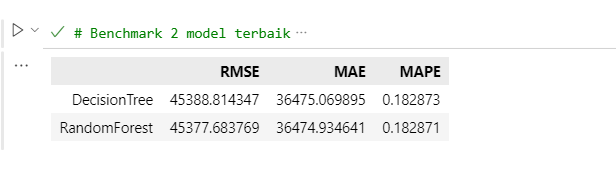 # Benchmark 2 model terbaik ...
RMSE MAE MAPE
DecisionTree 45388.814347 36475.069895 0.182873
RandomForest 45377.683769 36474.934641 0.182871